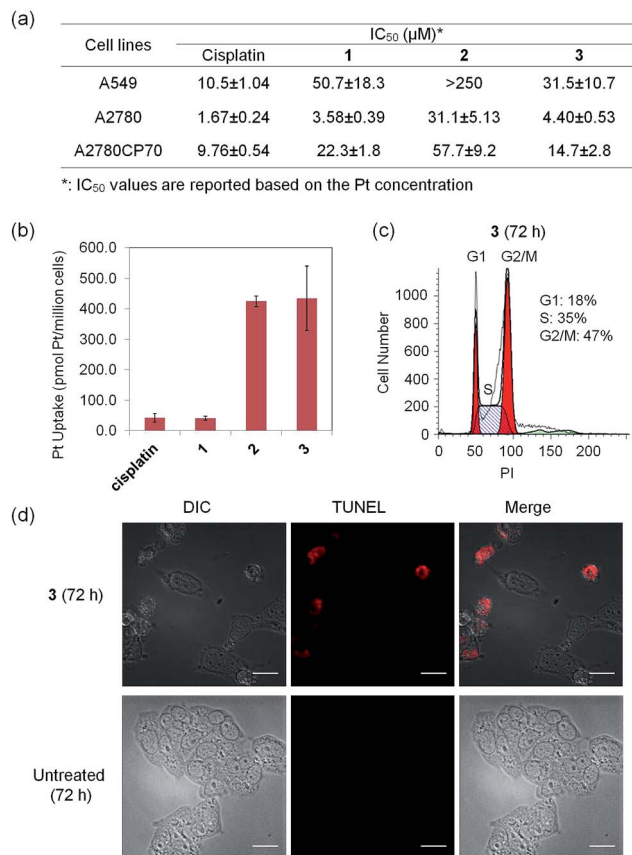 (a)
Cell lines IC50 (μM)*
Cisplatin 1 2 3
A549 10.5±1.04 50.7±18.3 >250 31.5±10.7
A2780 1.67±0.24 3.58±0.39 31.1±5.13 4.40±0.53
A2780CP70 9.76±0.54 22.3±1.8 57.7±9.2 14.7±2.8
*: IC50 values are reported based on the Pt concentration
(b)
Pt Uptake (pmol Pt/million cells)
600.0
500.0
400.0
300.0
200.0
100.0
0.0
cisplatin 1 2 3
(c)
3 (72 h)
G1 G2/M
G1: 18%
S: 35%
G2/M: 47%
S
Cell Number
1000
800
600
400
200
0
0 50 100 150 200
PI
(d)
DIC TUNEL Merge
3 (72 h)
Untreated
(72 h)